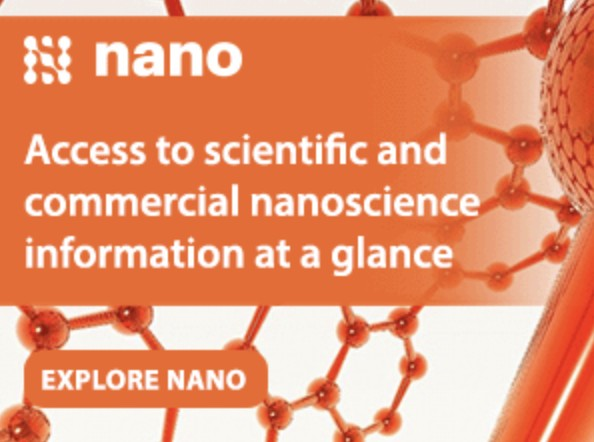 nano
Access to scientific and
commercial nanoscience
information at a glance
EXPLORE NANO